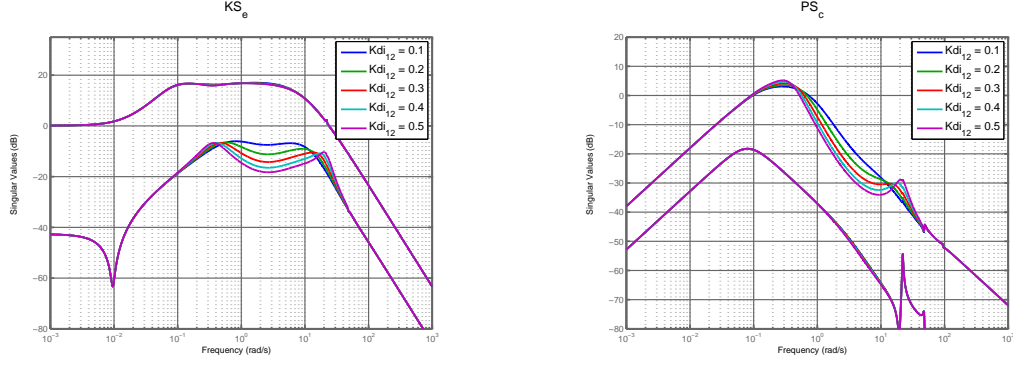 KS_e
Singular Values (dB)
20
0
−20
−40
−60
−80
10^−3
10^−2
10^−1
10^0
10^1
10^2
10^3
Frequency (rad/s)
Kdi_12 = 0.1
Kdi_12 = 0.2
Kdi_12 = 0.3
Kdi_12 = 0.4
Kdi_12 = 0.5
PS_c
Singular Values (dB)
20
10
0
−10
−20
−30
−40
−50
−60
−70
−80
10^−3
10^−2
10^−1
10^0
10^1
10^2
10^3
Frequency (rad/s)
Kdi_12 = 0.1
Kdi_12 = 0.2
Kdi_12 = 0.3
Kdi_12 = 0.4
Kdi_12 = 0.5